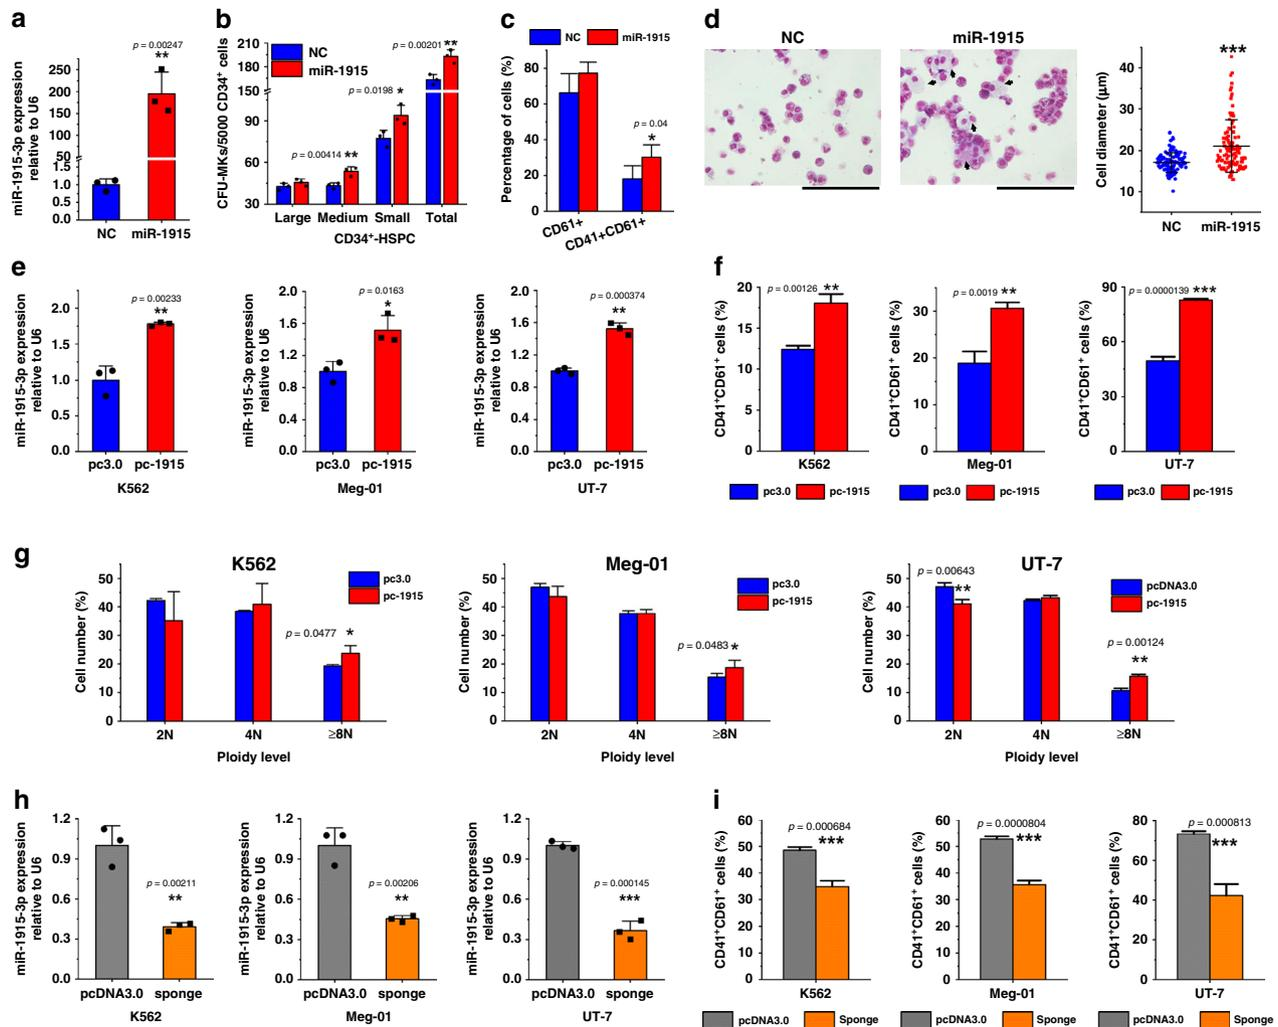 a
miR-1915-3p expression
relative to U6
p = 0.00247
**
250
200
150
100
50
1.5
1.0
0.5
0.0
NC
miR-1915
b
CFU-MKs/5000 CD34+ cells
NC
miR-1915
p = 0.00414 **
p = 0.0198 *
p = 0.00201 **
210
180
150
90
60
30
Large
Medium
Small
Total
CD34+-HSPC
c
NC
miR-1915
Percentage of cells (%)
p = 0.04
*
80
60
40
20
0
CD61+
CD41+CD61+
d
NC
miR-1915
Cell diameter (µm)
***
40
30
20
10
NC
miR-1915
e
miR-1915-3p expression
relative to U6
p = 0.00233
**
2.0
1.5
1.0
0.5
0.0
pc3.0
pc-1915
K562
miR-1915-3p expression
relative to U6
p = 0.0163
*
2.0
1.6
1.2
0.8
0.4
0.0
pc3.0
pc-1915
Meg-01
miR-1915-3p expression
relative to U6
p = 0.000374
**
2.0
1.6
1.2
0.8
0.4
0.0
pc3.0
pc-1915
UT-7
f
CD41+CD61+ cells (%)
p = 0.00126 **
20
15
10
5
0
K562
pc3.0
pc-1915
CD41+CD61+ cells (%)
p = 0.0019 **
30
20
10
0
Meg-01
pc3.0
pc-1915
CD41+CD61+ cells (%)
p = 0.0000139 ***
90
60
30
0
UT-7
pc3.0
pc-1915
g
K562
pc3.0
pc-1915
Cell number (%)
p = 0.0477 *
50
40
30
20
10
0
2N
4N
≥8N
Ploidy level
Meg-01
pc3.0
pc-1915
Cell number (%)
p = 0.0483 *
50
40
30
20
10
0
2N
4N
≥8N
Ploidy level
UT-7
pcDNA3.0
pc-1915
Cell number (%)
p = 0.00643
**
p = 0.00124
**
50
40
30
20
10
0
2N
4N
≥8N
Ploidy level
h
miR-1915-3p expression
relative to U6
p = 0.00211
**
1.2
0.9
0.6
0.3
0.0
pcDNA3.0
sponge
K562
miR-1915-3p expression
relative to U6
p = 0.00206
**
1.2
0.9
0.6
0.3
0.0
pcDNA3.0
sponge
Meg-01
miR-1915-3p expression
relative to U6
p = 0.000145
***
1.2
0.9
0.6
0.3
0.0
pcDNA3.0
sponge
UT-7
i
CD41+CD61+ cells (%)
p = 0.000684
***
60
50
40
30
20
10
0
K562
pcDNA3.0
Sponge
CD41+CD61+ cells (%)
p = 0.0000804
***
60
50
40
30
20
10
0
Meg-01
pcDNA3.0
Sponge
CD41+CD61+ cells (%)
p = 0.000813
***
80
60
40
20
0
UT-7
pcDNA3.0
Sponge